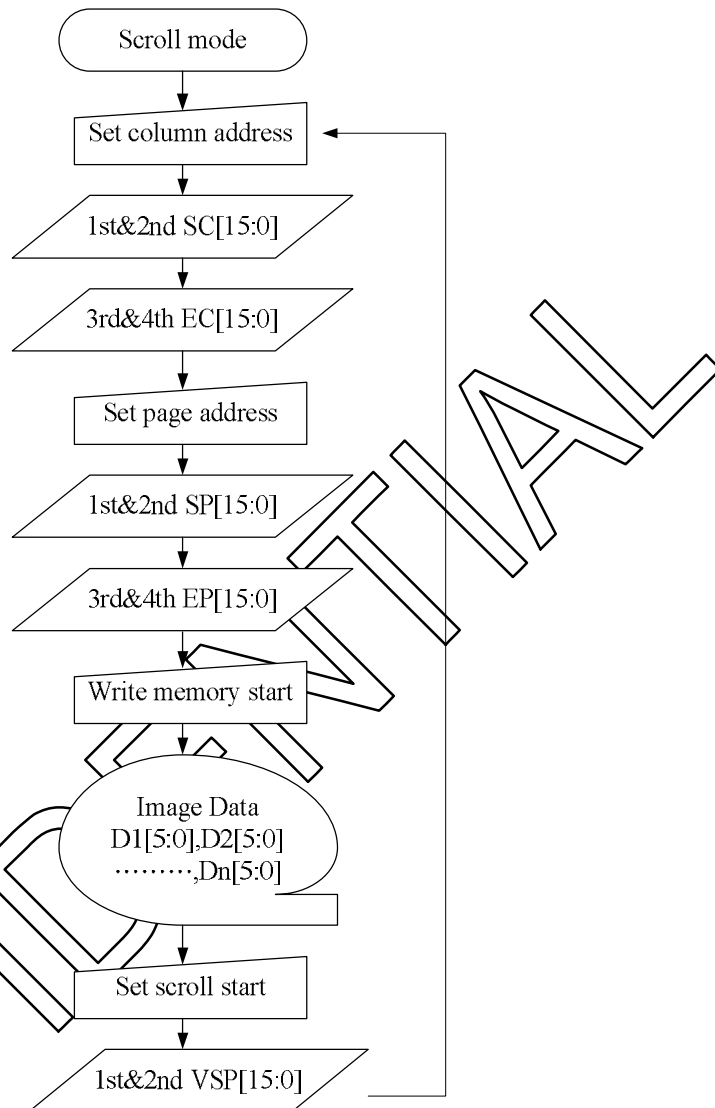 Scroll mode
Set column address
1st&2nd SC[15:0]
3rd&4th EC[15:0]
Set page address
1st&2nd SP[15:0]
3rd&4th EP[15:0]
Write memory start
Image Data
D1[5:0],D2[5:0]
·········,Dn[5:0]
Set scroll start
1st&2nd VSP[15:0]